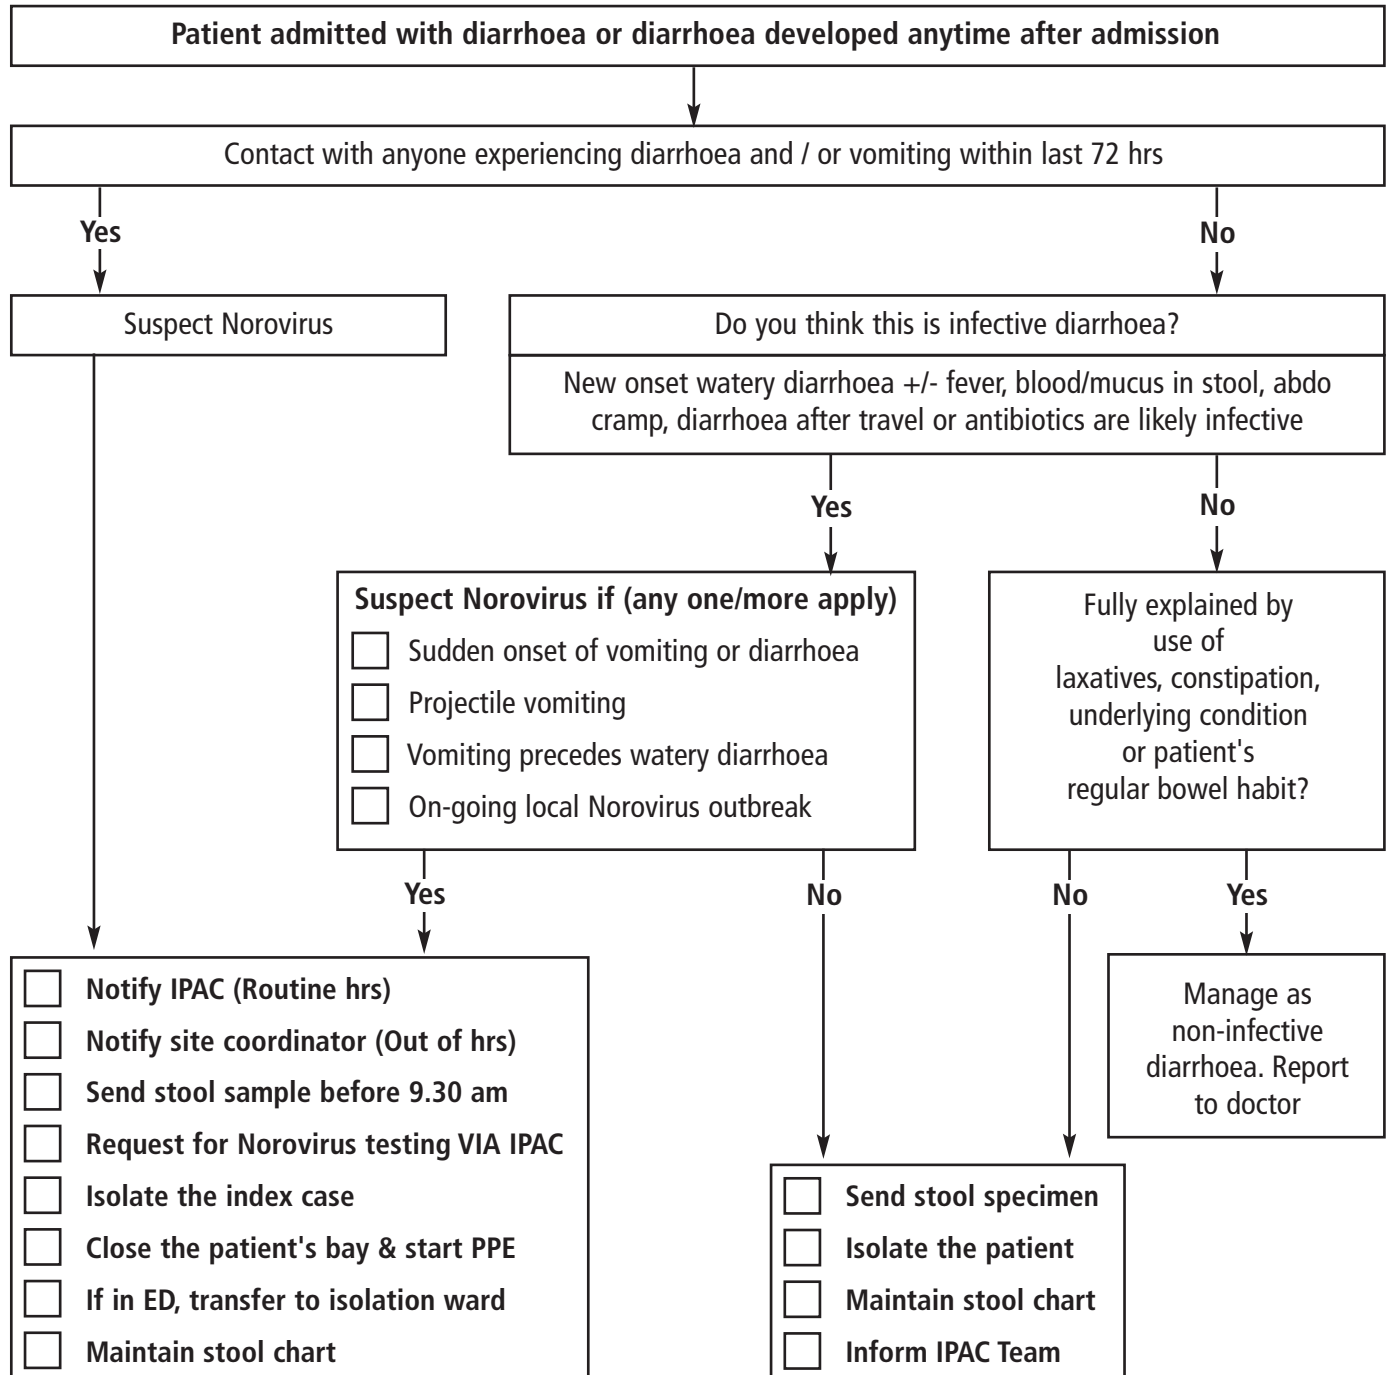 Patient admitted with diarrhoea or diarrhoea developed anytime after admission
Contact with anyone experiencing diarrhoea and / or vomiting within last 72 hrs
Yes
No
Suspect Norovirus
Do you think this is infective diarrhoea?
New onset watery diarrhoea +/- fever, blood/mucus in stool, abdo
cramp, diarrhoea after travel or antibiotics are likely infective
Yes
No
Suspect Norovirus if (any one/more apply)
Sudden onset of vomiting or diarrhoea
Projectile vomiting
Vomiting precedes watery diarrhoea
On-going local Norovirus outbreak
Fully explained by
use of
laxatives, constipation,
underlying condition
or patient's
regular bowel habit?
Yes
No
No
Yes
Notify IPAC (Routine hrs)
Notify site coordinator (Out of hrs)
Send stool sample before 9.30 am
Request for Norovirus testing VIA IPAC
Isolate the index case
Close the patient's bay & start PPE
If in ED, transfer to isolation ward
Maintain stool chart
Manage as
non-infective
diarrhoea. Report
to doctor
Send stool specimen
Isolate the patient
Maintain stool chart
Inform IPAC Team